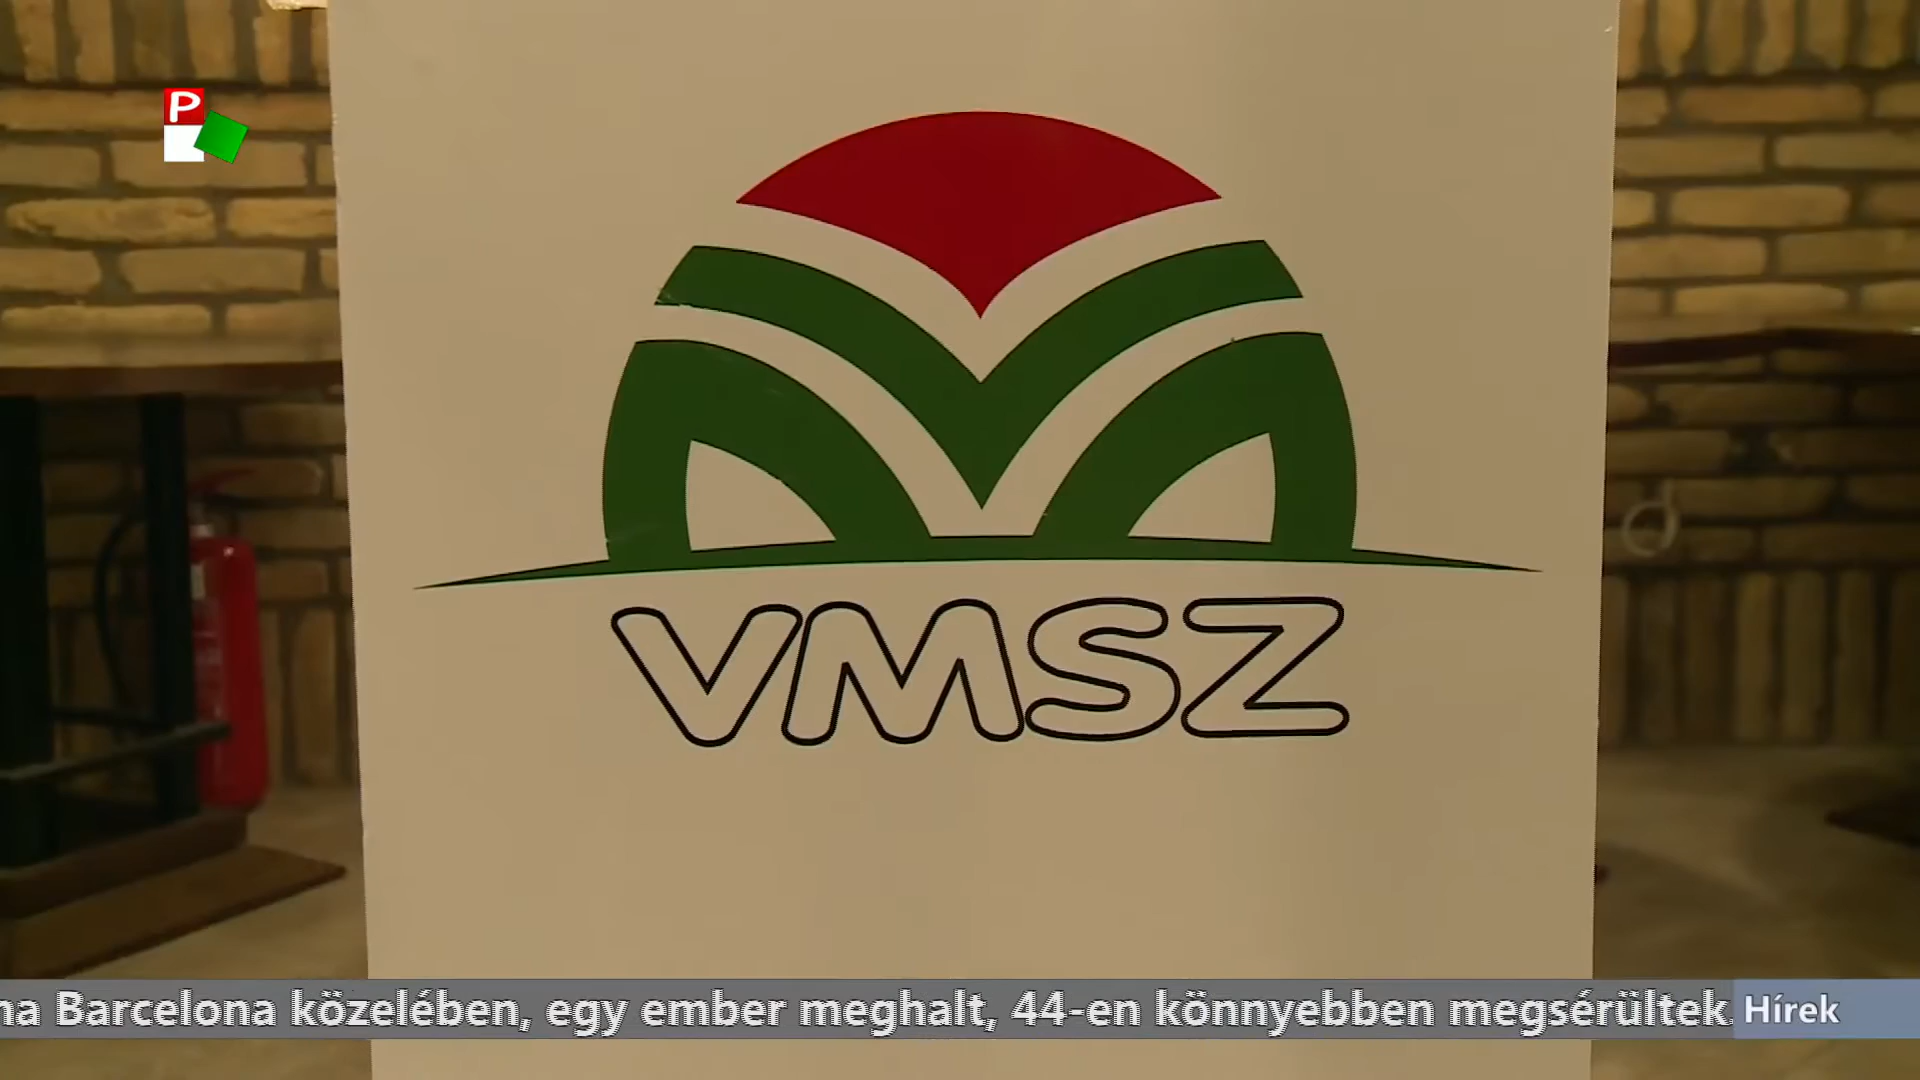 P
VMSZ
na Barcelona közelében, egy ember meghalt, 44-en könnyebben megsérültek.
Hírek